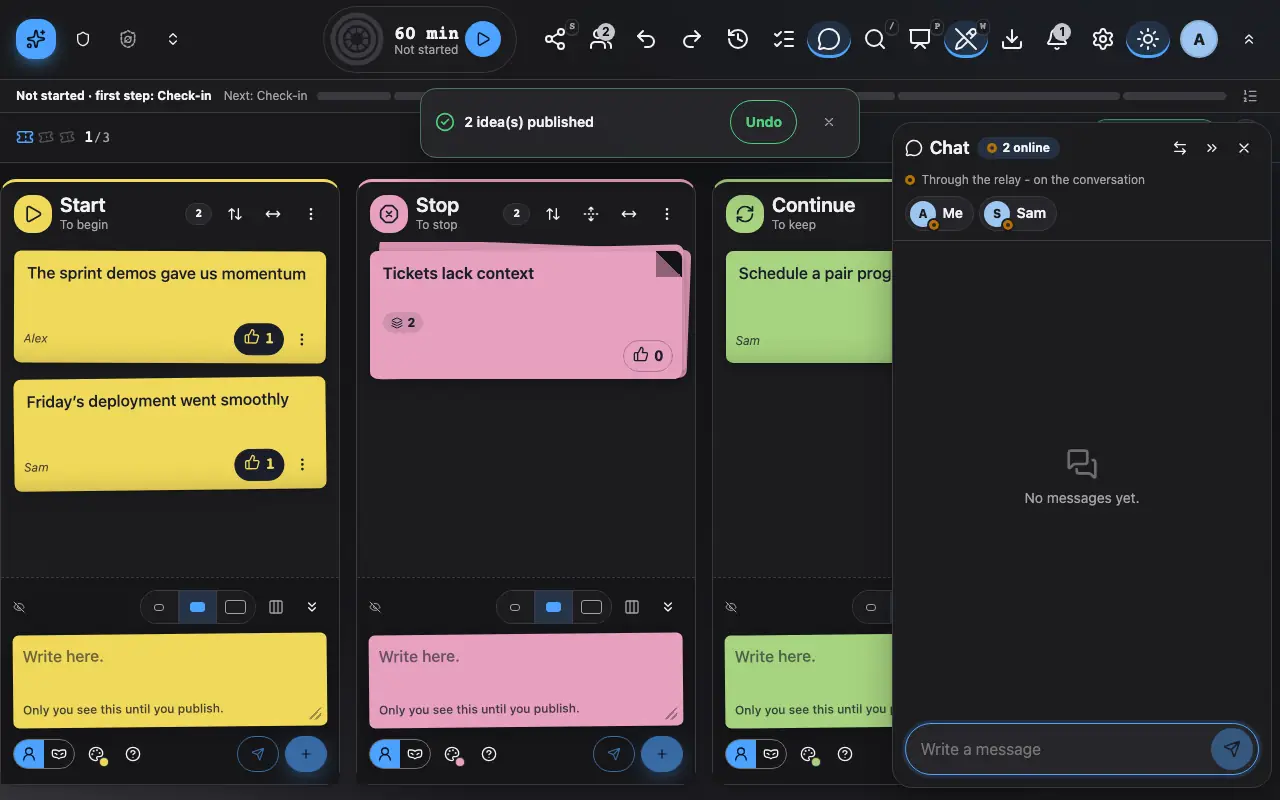 60 min
Not started
S
2
/
P
W
1
A
Not started · first step: Check-in
Next: Check-in
2 idea(s) published
Undo
1/3
Chat
2 online
Through the relay - on the conversation
A Me
S Sam
Start
To begin
2
Stop
To stop
2
Continue
To keep
The sprint demos gave us momentum
Alex
1
Friday’s deployment went smoothly
Sam
1
Tickets lack context
2
0
Schedule a pair prog
Sam
No messages yet.
Write here.
Only you see this until you publish.
Write here.
Only you see this until you publish.
Write here.
Only you see this until you
Write a message